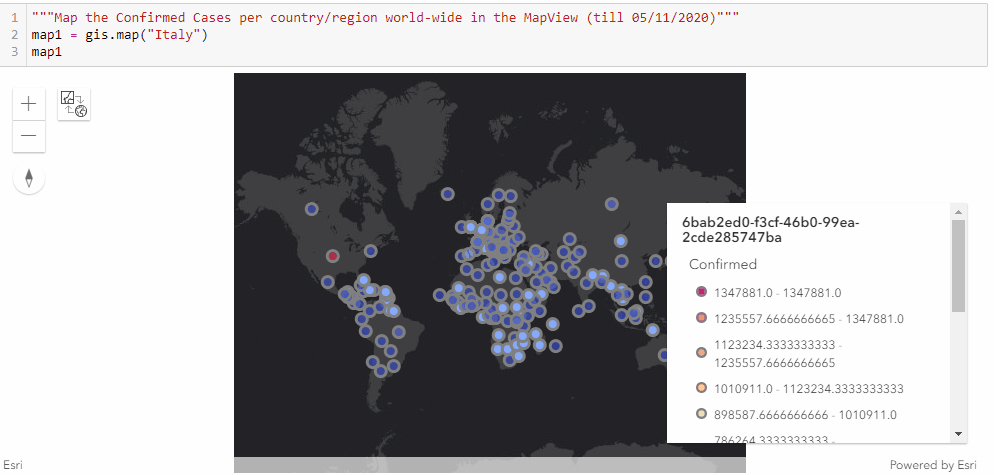 1 """Map the Confirmed Cases per country/region world-wide in the MapView (till 05/11/2020)"""
2 map1 = gis.map("Italy")
3 map1
6bab2ed0-f3cf-46b0-99ea-
2cde285747ba
Confirmed
1347881.0 - 1347881.0
1235557.6666666665 - 1347881.0
1123234.3333333333 -
1235557.6666666665
1010911.0 - 1123234.3333333333
898587.6666666666 - 1010911.0
786264.3333333333 -
Esri
Powered by Esri